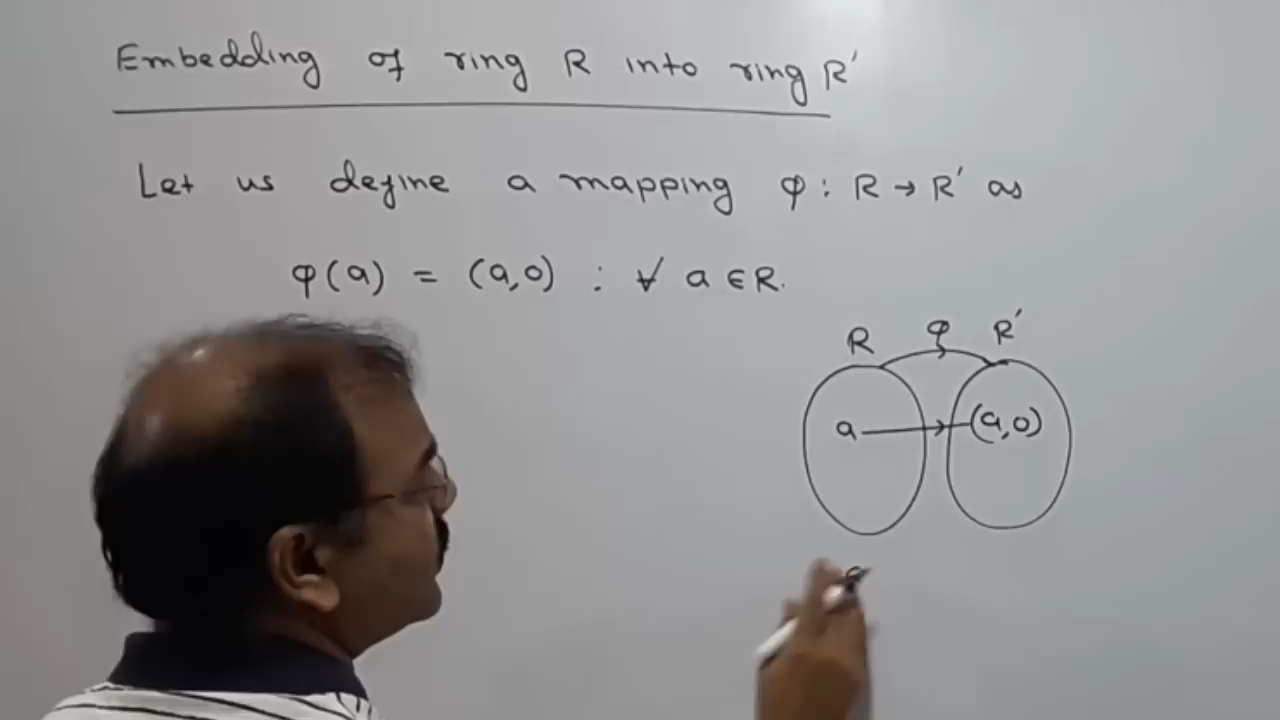 Embedding of ring R into ring R'
Let us define a mapping φ : R → R' as
φ(a) = (a,0) : ∀ a ∈ R.
R φ R'
a (a,0)